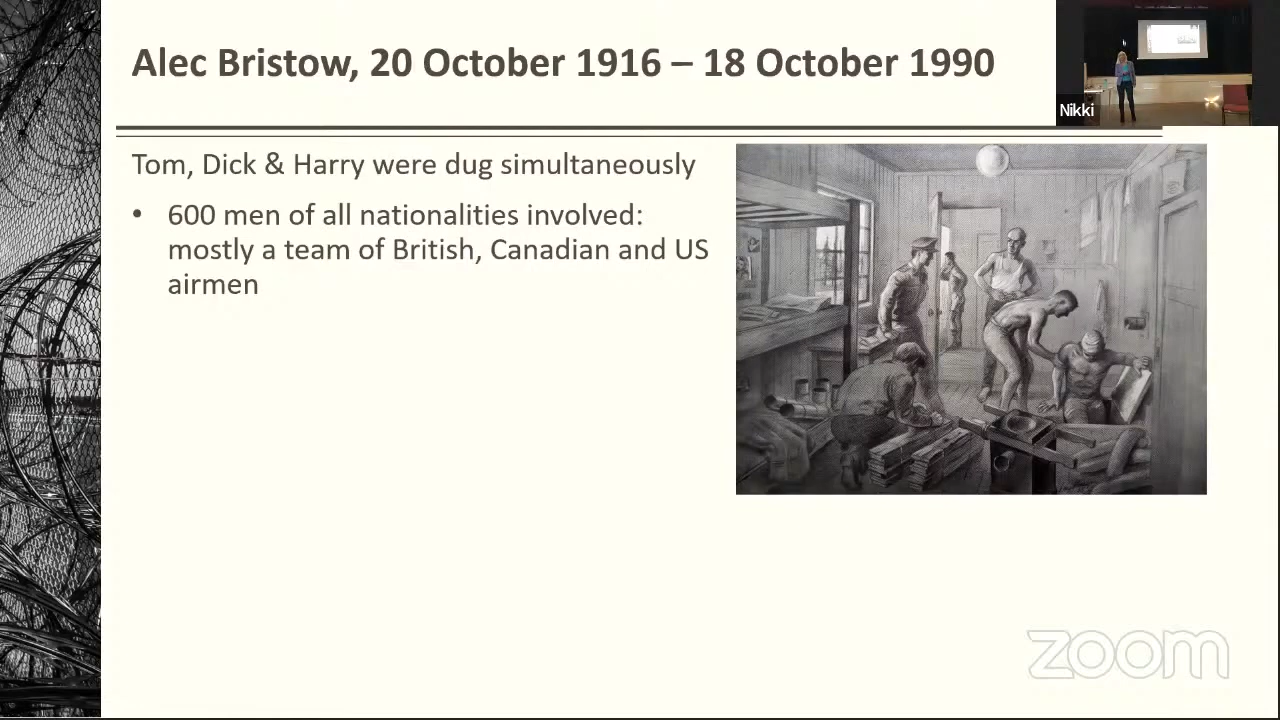 Alec Bristow, 20 October 1916 – 18 October 1990
Nikki
Tom, Dick & Harry were dug simultaneously
• 600 men of all nationalities involved:
mostly a team of British, Canadian and US
airmen
zoom